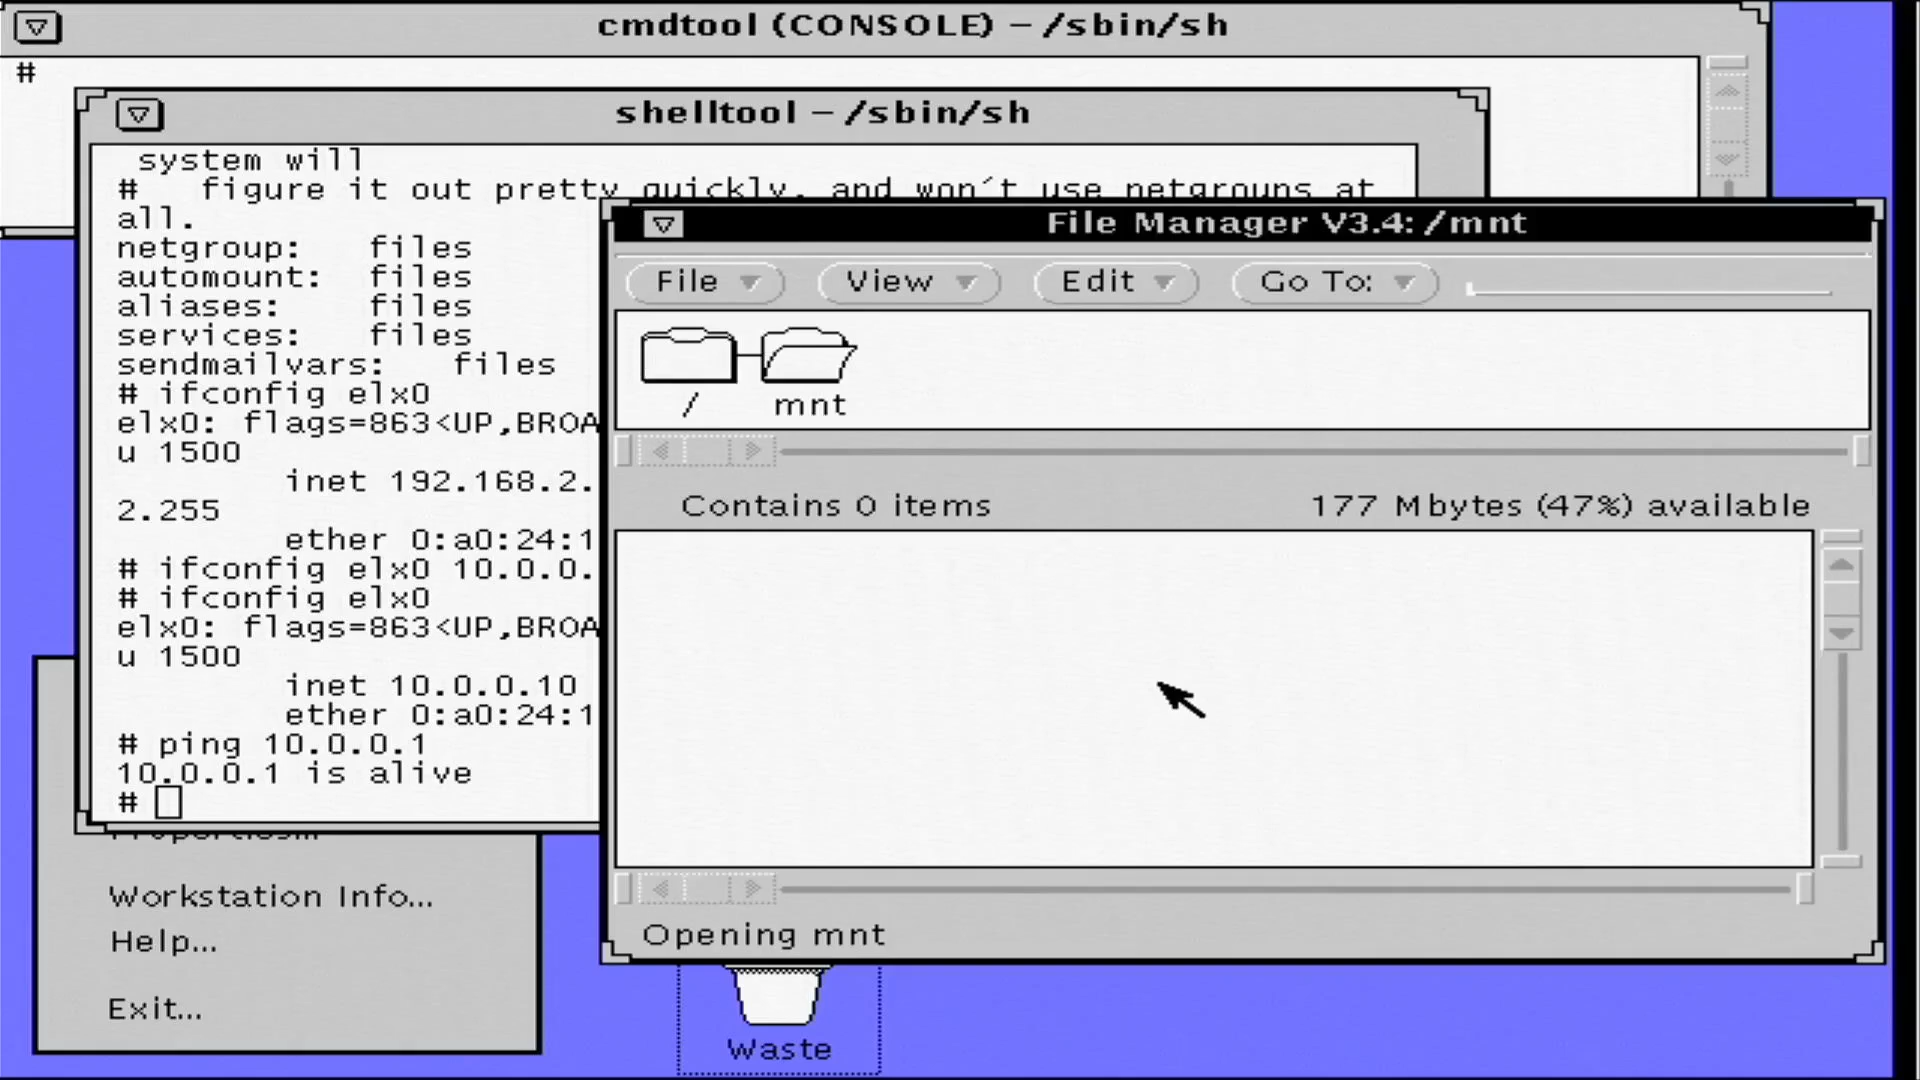 cmdtool (CONSOLE) – /sbin/sh
#
shelltool – /sbin/sh
system will
#   figure it out pretty quickly, and won´t use netgroups at
all.
netgroup:   files
automount:  files
aliases:    files
services:   files
sendmailvars:   files
# ifconfig elx0
elx0: flags=863<UP,BROA
u 1500
inet 192.168.2.
2.255
ether 0:a0:24:1
# ifconfig elx0 10.0.0.
# ifconfig elx0
elx0: flags=863<UP,BROA
u 1500
inet 10.0.0.10
ether 0:a0:24:1
# ping 10.0.0.1
10.0.0.1 is alive
#
File Manager V3.4: /mnt
File View Edit Go To:
/ mnt
Contains 0 items 177 Mbytes (47%) available
Opening mnt
Properties...
Workstation Info...
Help...
Exit...
Waste